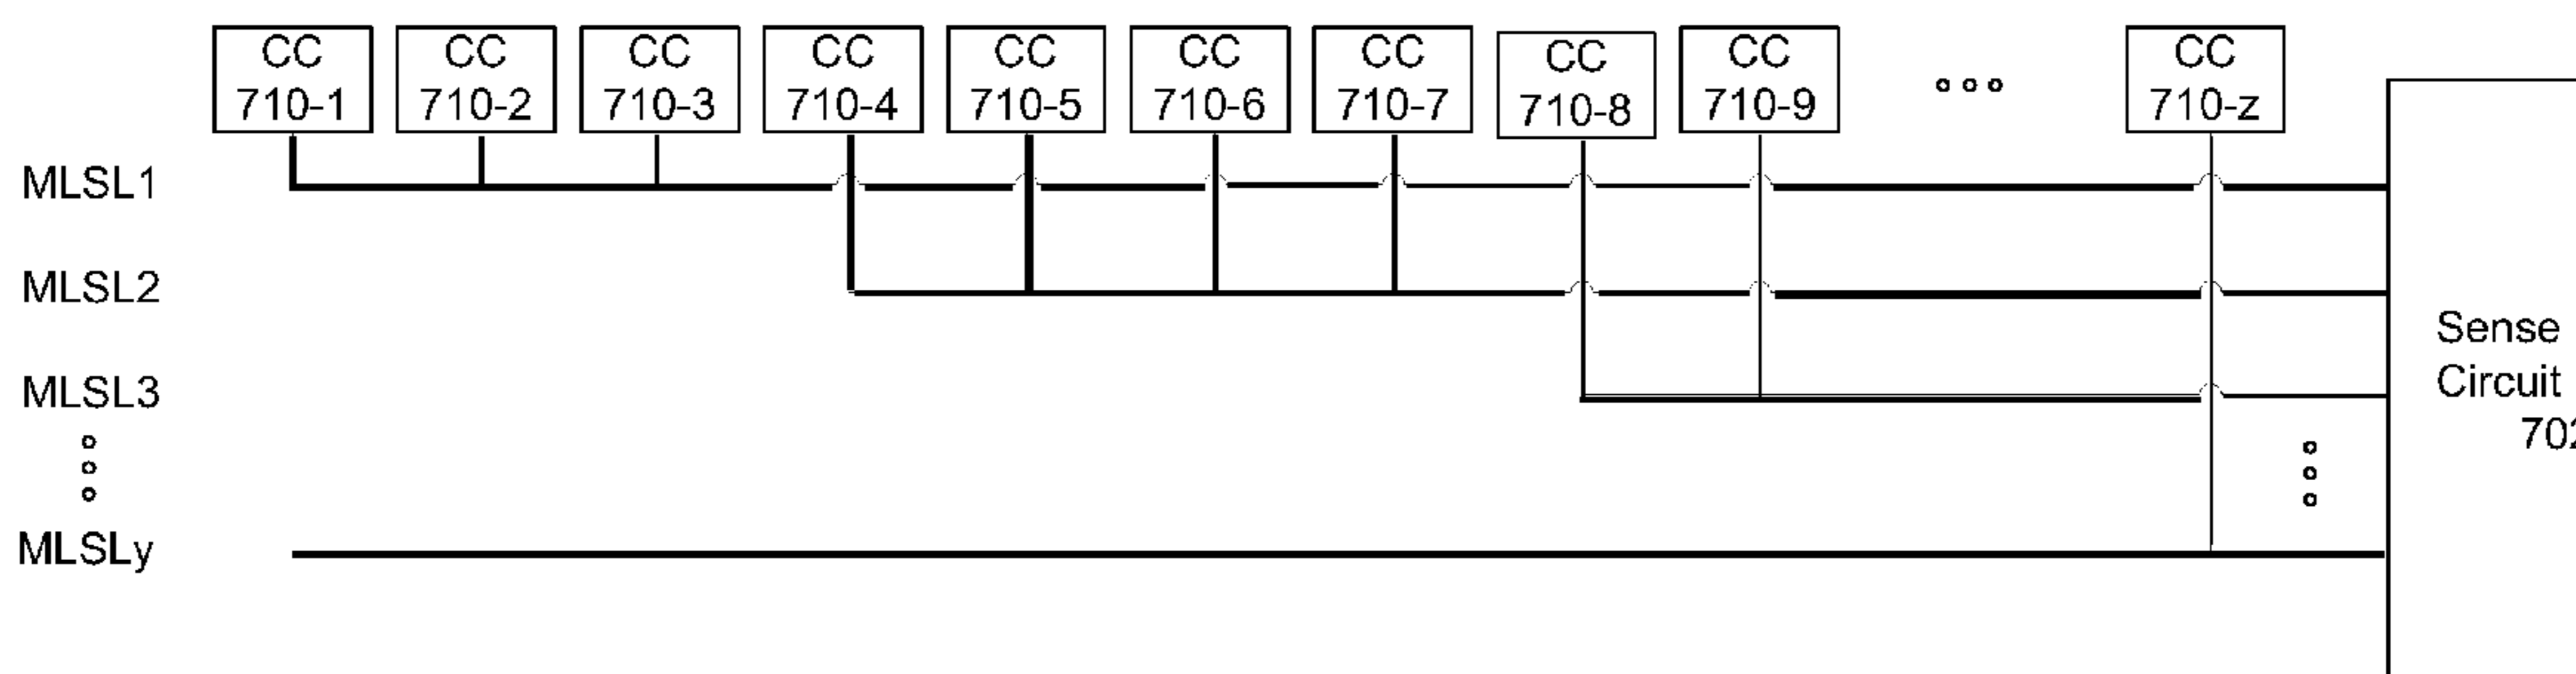 CC
710-1
CC
710-2
CC
710-3
CC
710-4
CC
710-5
CC
710-6
CC
710-7
CC
710-8
CC
710-9
CC
710-z
MLSL1
MLSL2
MLSL3
MLSLy
Sense
Circuit